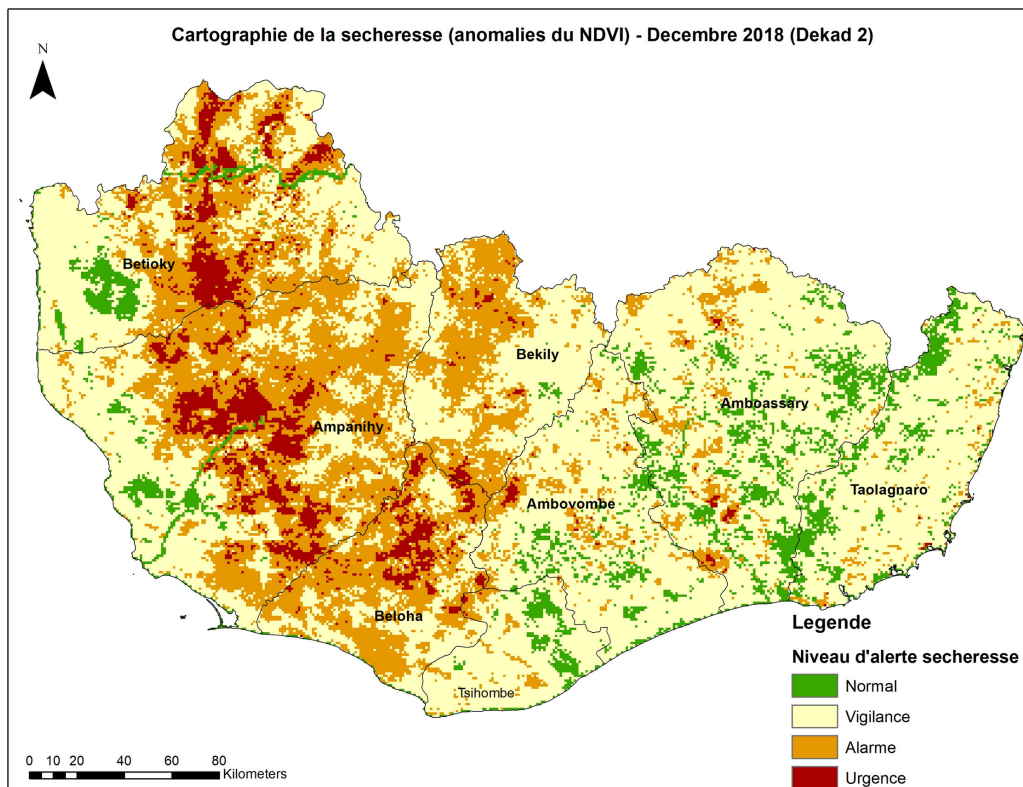 Cartographie de la secheresse (anomalies du NDVI) - Decembre 2018 (Dekad 2)
N
Betioky
Bekily
Amboassary
Ampanihy
Taolagnaro
Ambovombe
Beloha
Tsihombe
Legende
Niveau d'alerte secheresse
Normal
Vigilance
Alarme
Urgence
0 10 20 40 60 80
Kilometers